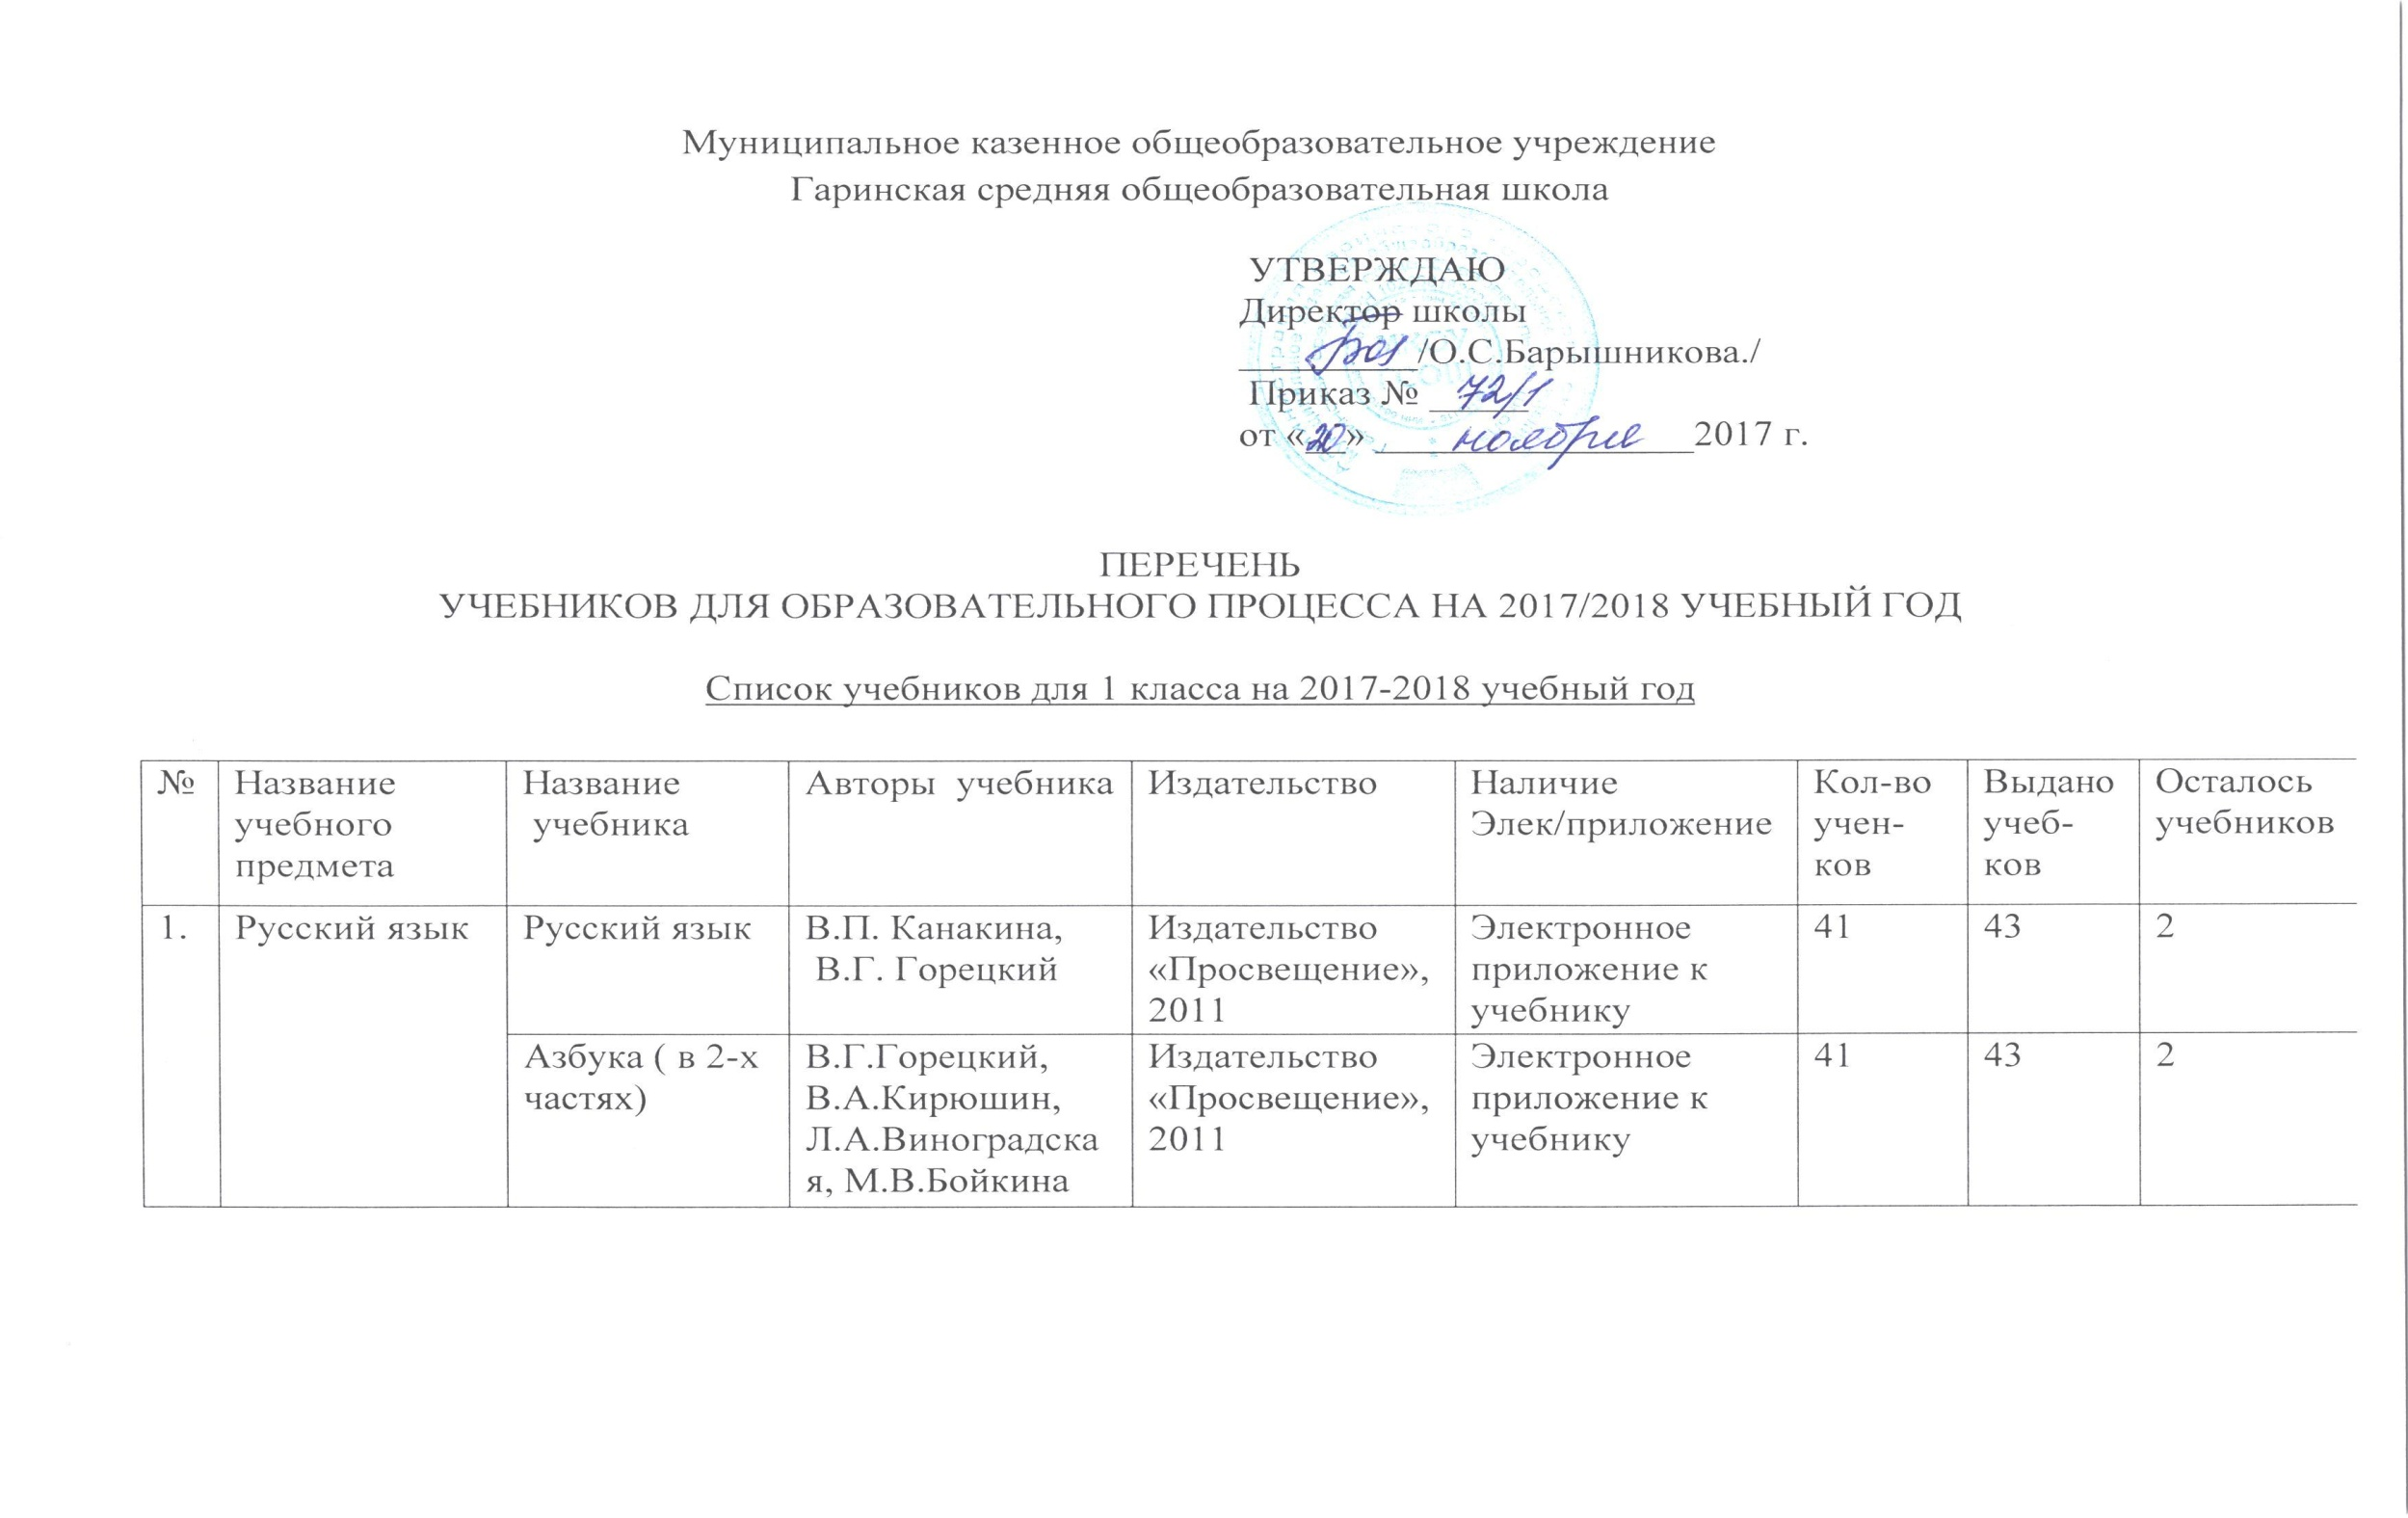 Муниципальное казенное общеобразовательное учреждение
Гаринская средняя общеобразовательная школа
УТВЕРЖДАЮ
Директор школы
/О.С.Барышникова./
Приказ № 72/1
от «20» ноября 2017 г.
ПЕРЕЧЕНЬ
УЧЕБНИКОВ ДЛЯ ОБРАЗОВАТЕЛЬНОГО ПРОЦЕССА НА 2017/2018 УЧЕБНЫЙ ГОД
Список учебников для 1 класса на 2017-2018 учебный год
№
Название
учебного
предмета
Название
учебника
Авторы учебника
Издательство
Наличие
Элек/приложение
Кол-во
учен-
ков
Выдано
учеб-
ков
Осталось
учебников
1.
Русский язык
Русский язык
В.П. Канакина,
В.Г. Горецкий
Издательство
«Просвещение»,
2011
Электронное
приложение к
учебнику
41
43
2
Азбука ( в 2-х
частях)
В.Г.Горецкий,
В.А.Кирюшин,
Л.А.Виноградска
я, М.В.Бойкина
Издательство
«Просвещение»,
2011
Электронное
приложение к
учебнику
41
43
2